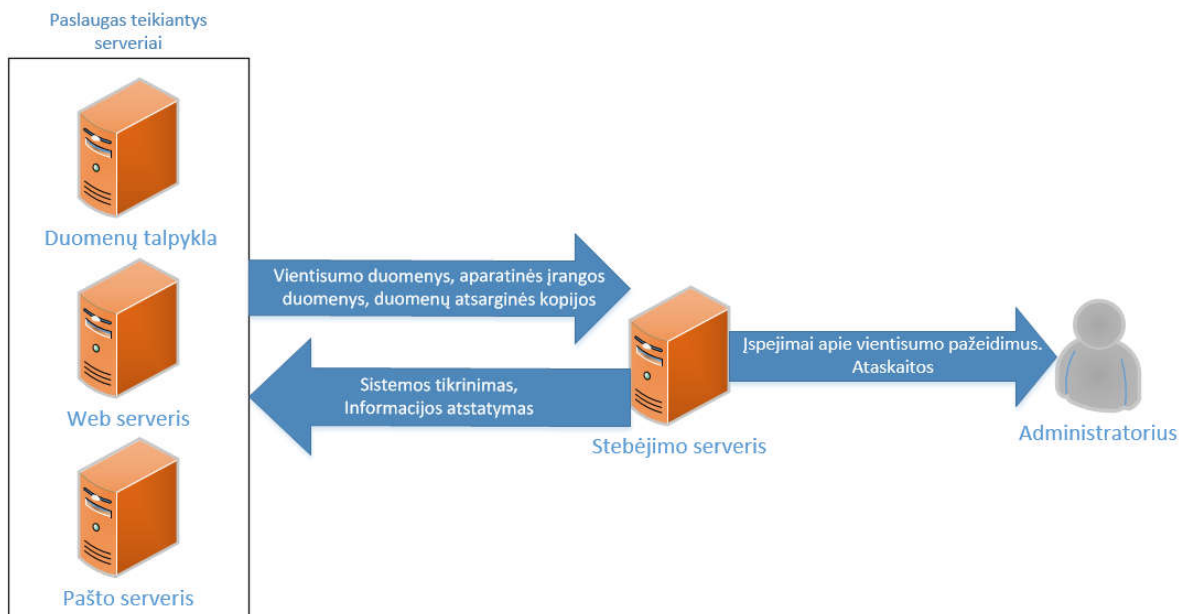 Paslaugas teikiantys
serveriai
Duomenų talpykla
Web serveris
Pašto serveris
Vientisumo duomenys, aparatinės įrangos
duomenys, duomenų atsarginės kopijos
Sistemos tikrinimas,
Informacijos atstatymas
Stebėjimo serveris
Įspejimai apie vientisumo pažeidimus.
Ataskaitos
Administratorius